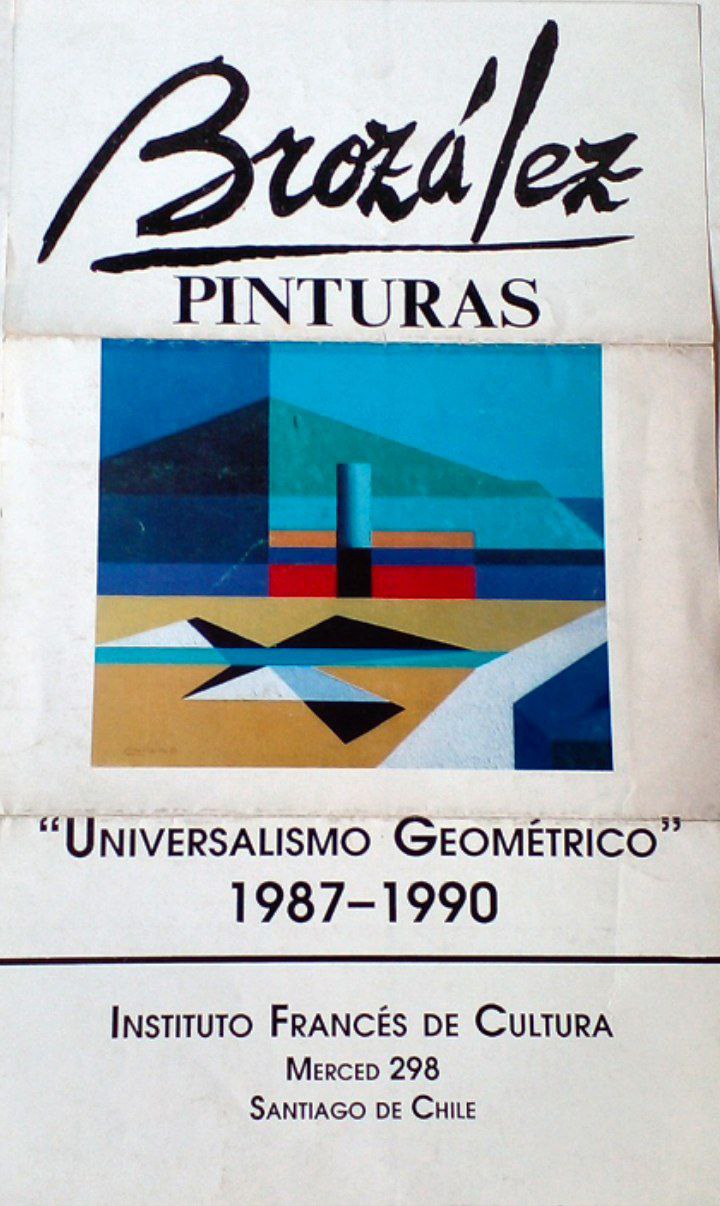 Brozález
PINTURAS
“UNIVERSALISMO GEOMÉTRICO”
1987–1990
INSTITUTO FRANCÉS DE CULTURA
MERCED 298
SANTIAGO DE CHILE